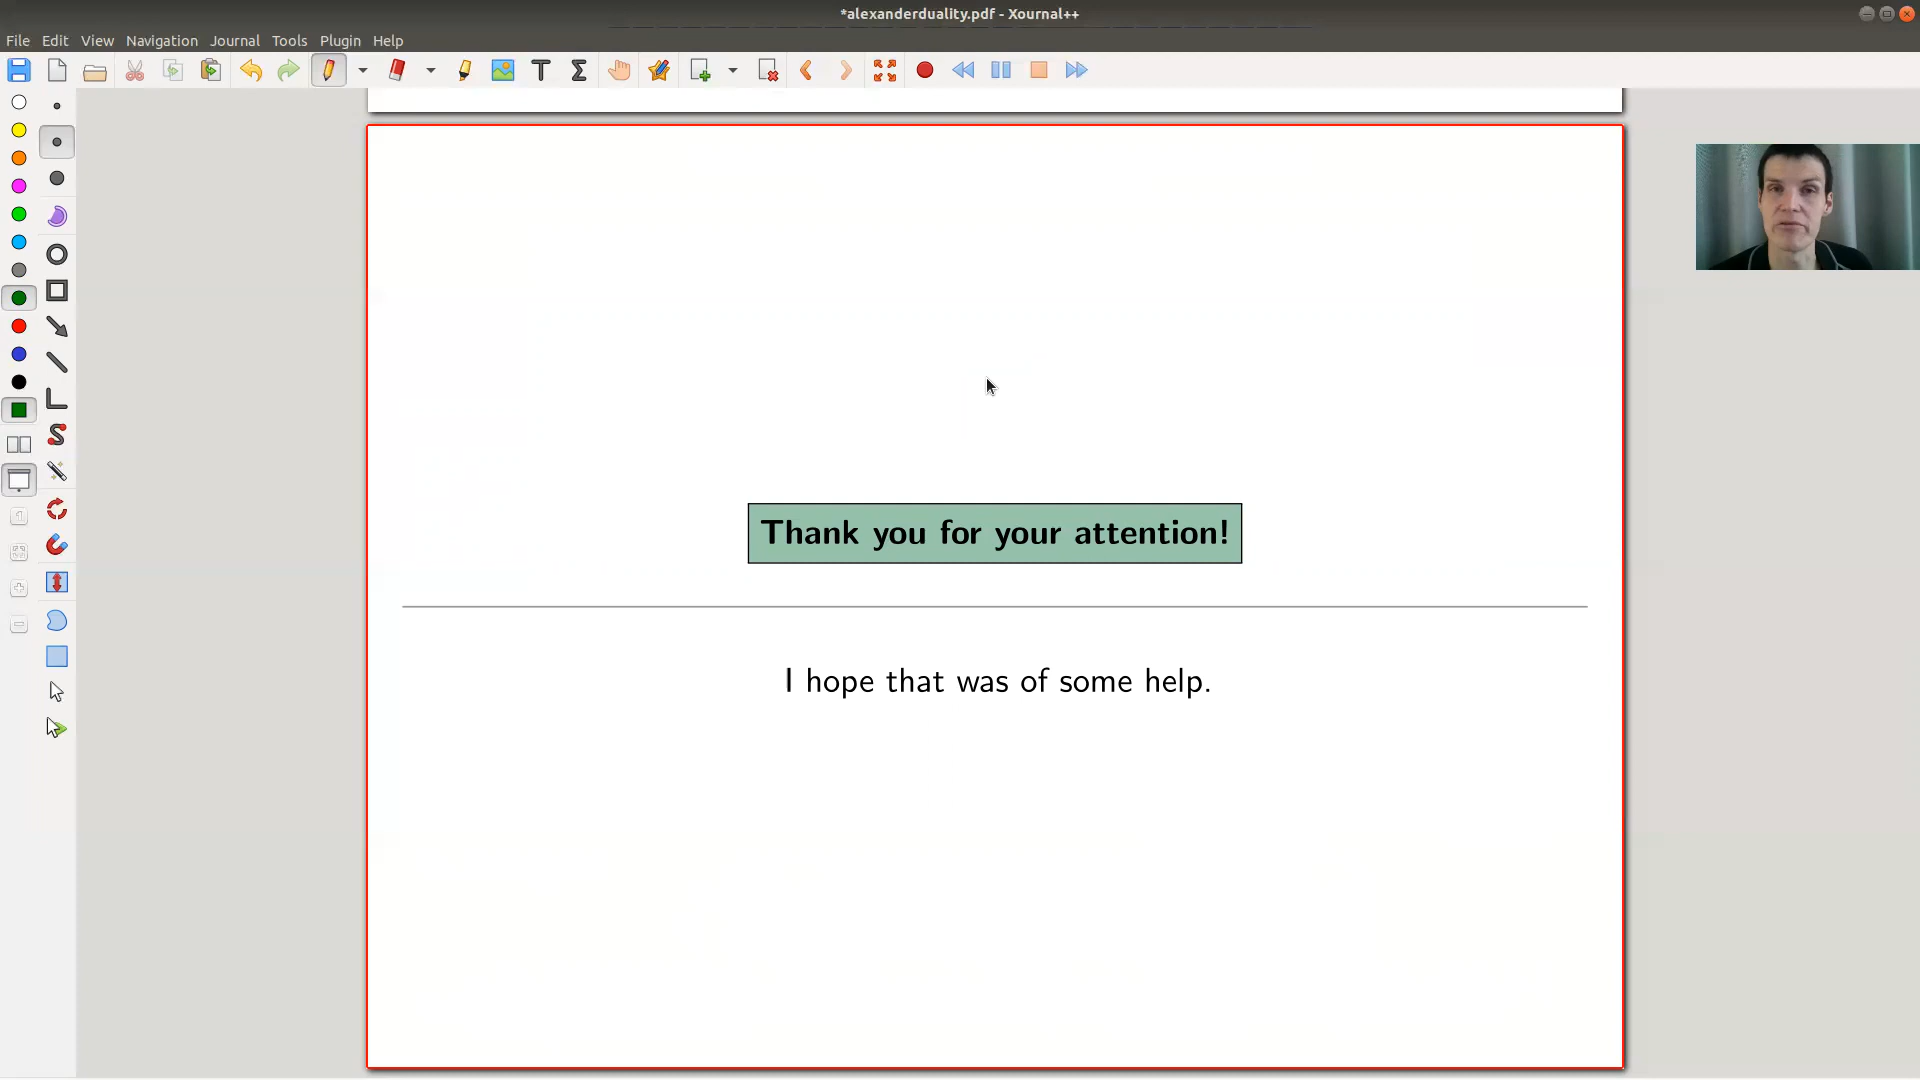 *alexanderduality.pdf - Xournal++
File Edit View Navigation Journal Tools Plugin Help
Thank you for your attention!
I hope that was of some help.